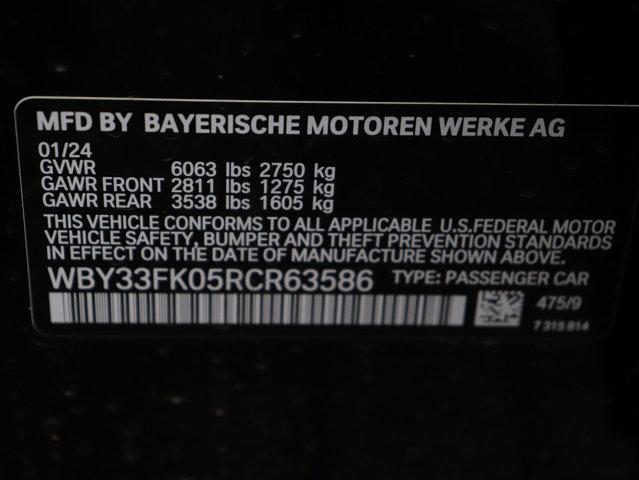 MFD BY BAYERISCHE MOTOREN WERKE AG
01/24
GVWR 6063 lbs 2750 kg
GAWR FRONT 2811 lbs 1275 kg
GAWR REAR 3538 lbs 1605 kg
THIS VEHICLE CONFORMS TO ALL APPLICABLE U.S.FEDERAL MOTOR
VEHICLE SAFETY, BUMPER AND THEFT PREVENTION STANDARDS
IN EFFECT ON THE DATE OF MANUFACTURE SHOWN ABOVE.
WBY33FK05RCR63586 TYPE: PASSENGER CAR
475/9
7 315 814